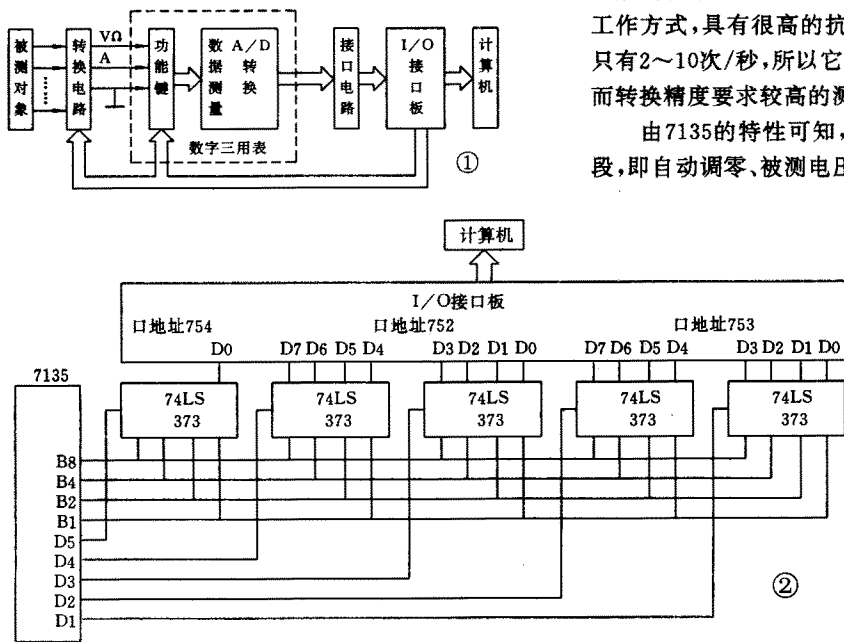 被测对象
转换电路
VΩ
A
功能键
数据测量
A/D
转换
数字三用表
接口电路
I/O
接口板
计算机
①
工作方式,具有很高的抗
只有2～10次/秒,所以它
而转换精度要求较高的测
由7135的特性可知,
段,即自动调零、被测电压
计算机
I/O接口板
口地址754 口地址752 口地址753
D0 D7 D6 D5 D4 D3 D2 D1 D0 D7 D6 D5 D4 D3 D2 D1 D0
7135
74LS 74LS 74LS 74LS 74LS
373 373 373 373 373
B8
B4
B2
B1
D5
D4
D3
D2
D1
②